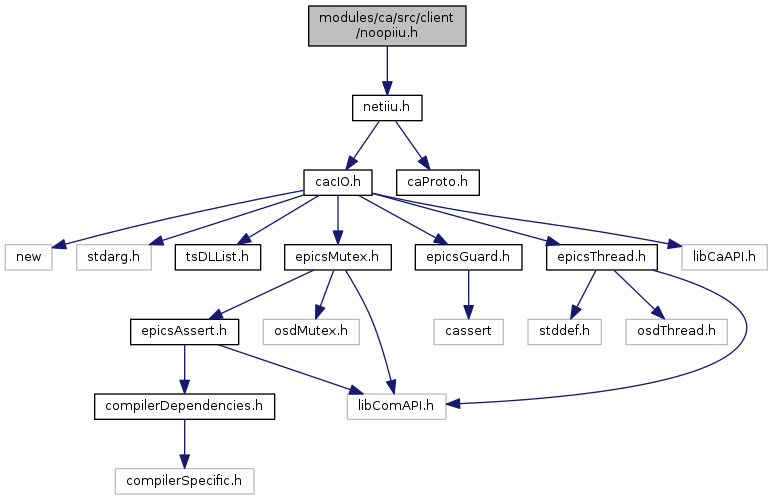 modules/ca/src/client
/noopiiu.h
netiiu.h
cacIO.h
caProto.h
new
stdarg.h
tsDLList.h
epicsMutex.h
epicsGuard.h
epicsThread.h
libCaAPI.h
epicsAssert.h
osdMutex.h
cassert
stddef.h
osdThread.h
compilerDependencies.h
libComAPI.h
compilerSpecific.h